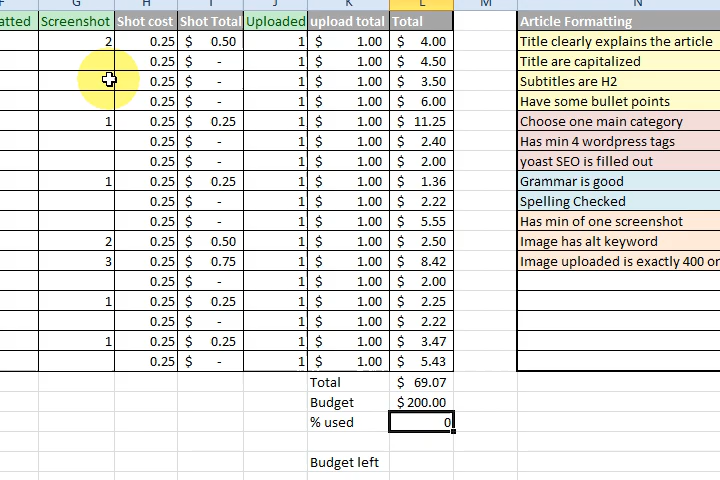 G H I J K L M N
atted Screenshot Shot cost Shot Total Uploaded upload total Total Article Formatting
2 0.25 $ 0.50 1 $ 1.00 $ 4.00 Title clearly explains the article
0.25 $ - 1 $ 1.00 $ 4.50 Title are capitalized
0.25 $ - 1 $ 1.00 $ 3.50 Subtitles are H2
0.25 $ - 1 $ 1.00 $ 6.00 Have some bullet points
1 0.25 $ 0.25 1 $ 1.00 $ 11.25 Choose one main category
0.25 $ - 1 $ 1.00 $ 2.40 Has min 4 wordpress tags
0.25 $ - 1 $ 1.00 $ 2.00 yoast SEO is filled out
1 0.25 $ 0.25 1 $ 1.00 $ 1.36 Grammar is good
0.25 $ - 1 $ 1.00 $ 2.22 Spelling Checked
0.25 $ - 1 $ 1.00 $ 5.55 Has min of one screenshot
2 0.25 $ 0.50 1 $ 1.00 $ 2.50 Image has alt keyword
3 0.25 $ 0.75 1 $ 1.00 $ 8.42 Image uploaded is exactly 400 or
0.25 $ - 1 $ 1.00 $ 2.00
1 0.25 $ 0.25 1 $ 1.00 $ 2.25
0.25 $ - 1 $ 1.00 $ 2.22
1 0.25 $ 0.25 1 $ 1.00 $ 3.47
0.25 $ - 1 $ 1.00 $ 5.43
Total $ 69.07
Budget $ 200.00
% used 0
Budget left